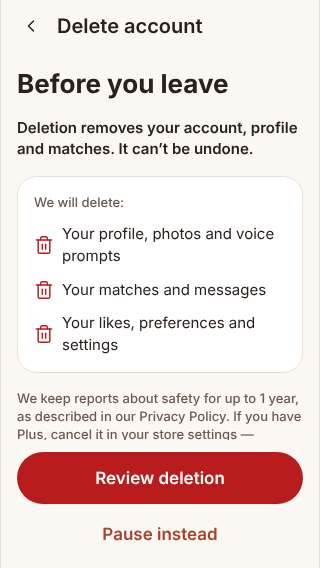 Delete account
Before you leave
Deletion removes your account, profile
and matches. It can’t be undone.
We will delete:
Your profile, photos and voice
prompts
Your matches and messages
Your likes, preferences and
settings
We keep reports about safety for up to 1 year,
as described in our Privacy Policy. If you have
Plus, cancel it in your store settings —
Review deletion
Pause instead